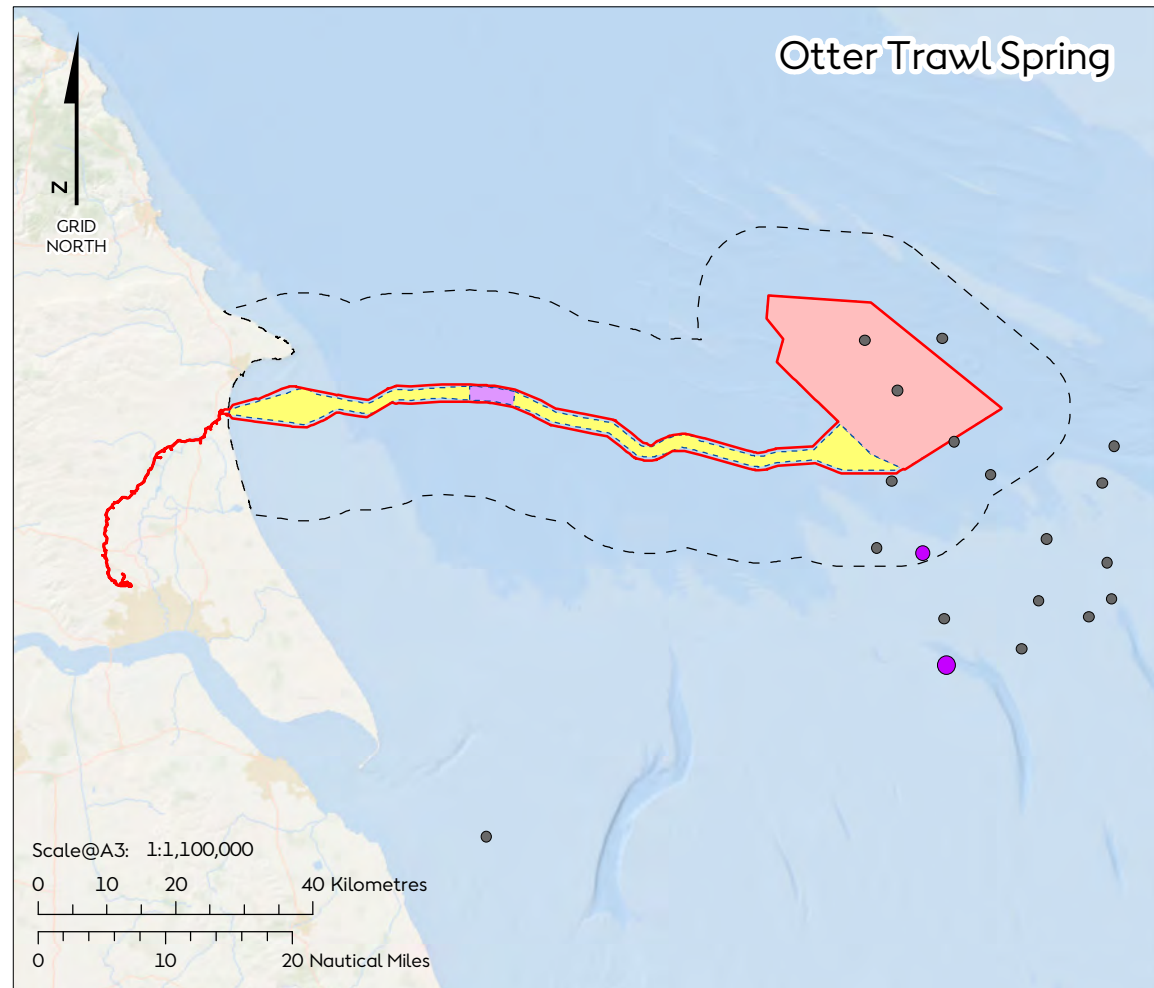 Otter Trawl Spring
N
GRID
NORTH
Scale@A3: 1:1,100,000
0 10 20 40 Kilometres
0 10 20 Nautical Miles